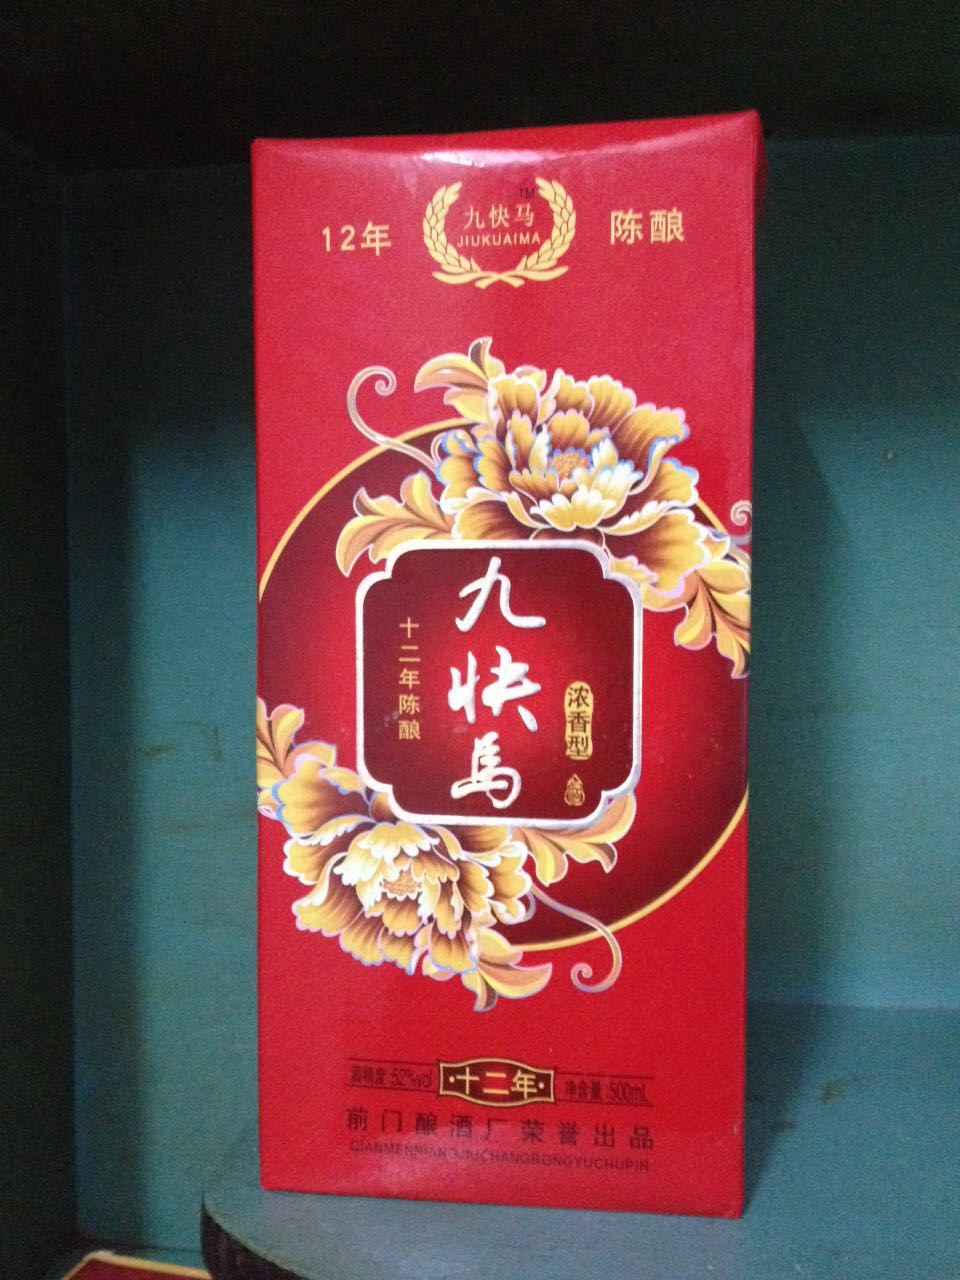 12年
TM
九快马
JIUKUAIMA
陈酿
九快马
十二年陈酿
浓香型
酒精度:52%vol
·十二年·
净含量:500mL
前门酿酒厂荣誉出品
QIANMENNIANGJIUCHANGRONGYUCHUPIN